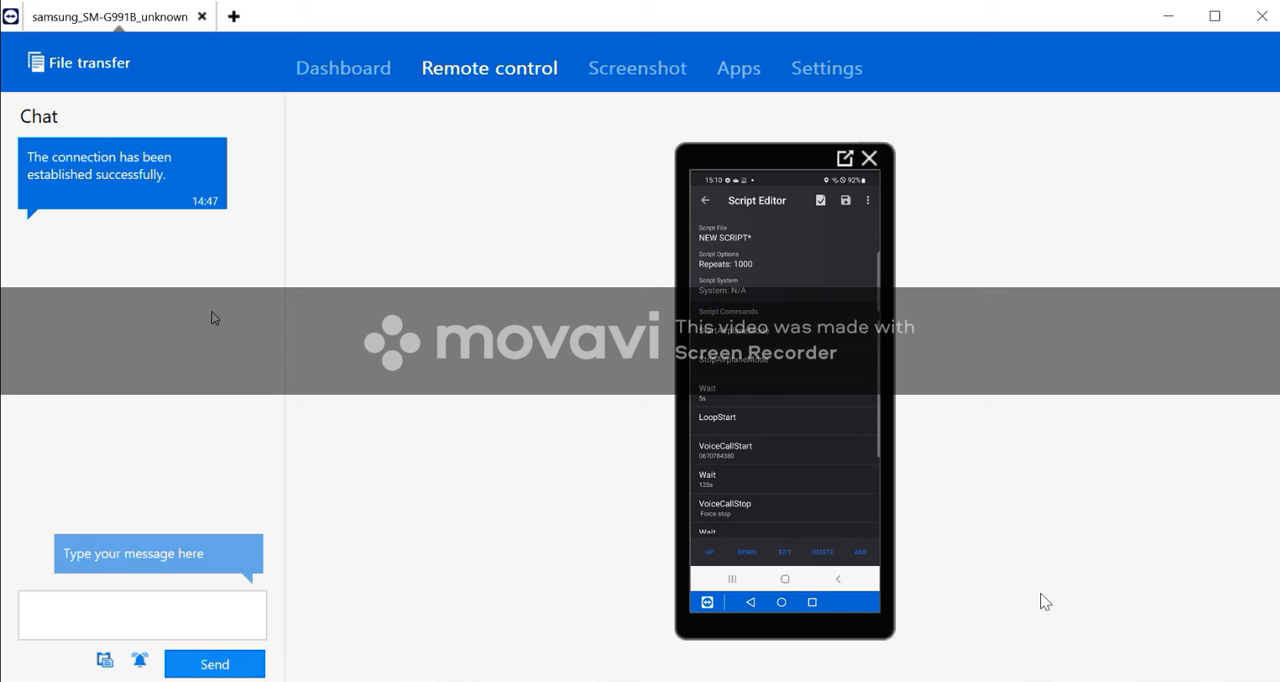 samsung_SM-G991B_unknown
File transfer
Dashboard
Remote control
Screenshot
Apps
Settings
Chat
The connection has been
established successfully.
14:47
15:10
92%
Script Editor
Script File
NEW SCRIPT*
Script Options
Repeats: 1000
Script System
System: N/A
Script Commands
StartAirplaneMode
StopAirplaneMode
Wait
5s
LoopStart
VoiceCallStart
0670784380
Wait
120s
VoiceCallStop
Force stop
Wait
UP
DOWN
EDIT
DELETE
ADD
movavi
This video was made with
Screen Recorder
Type your message here
Send